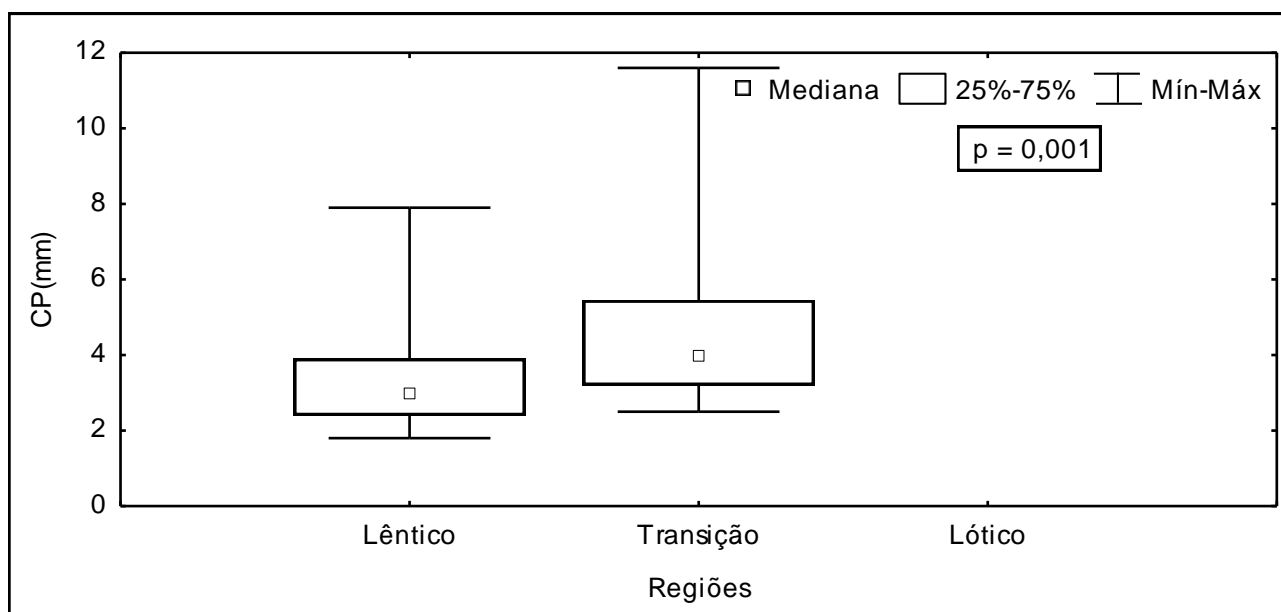 CP(mm)
12
10
8
6
4
2
0
Mediana 25%-75% Mín-Máx
p = 0,001
Lêntico Transição Lótico
Regiões